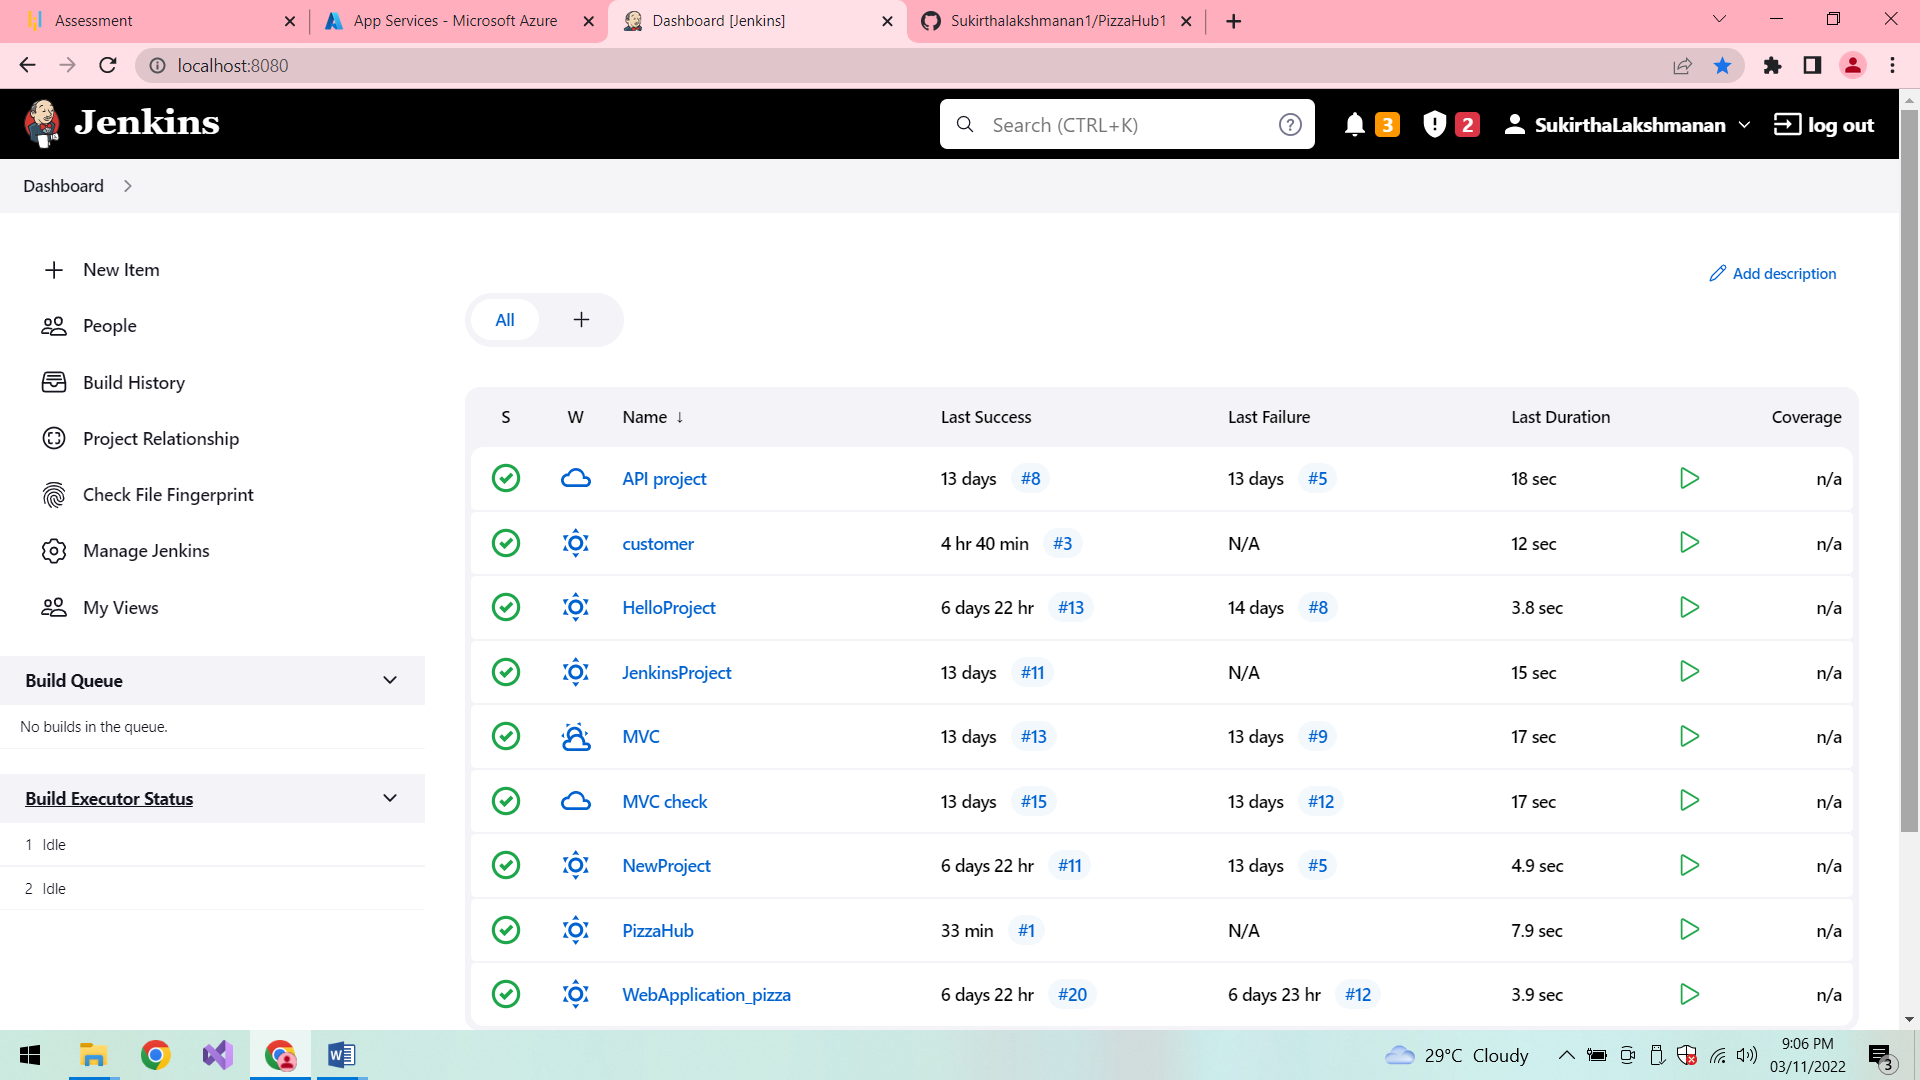 Assessment
App Services - Microsoft Azure
Dashboard [Jenkins]
Sukirthalakshmanan1/PizzaHub1
localhost:8080
Jenkins
Search (CTRL+K)
3
2
SukirthaLakshmanan
log out
Dashboard
New Item
People
Build History
Project Relationship
Check File Fingerprint
Manage Jenkins
My Views
Build Queue
No builds in the queue.
Build Executor Status
1 Idle
2 Idle
Add description
All
S W Name ↓ Last Success Last Failure Last Duration Coverage
API project 13 days #8 13 days #5 18 sec n/a
customer 4 hr 40 min #3 N/A 12 sec n/a
HelloProject 6 days 22 hr #13 14 days #8 3.8 sec n/a
JenkinsProject 13 days #11 N/A 15 sec n/a
MVC 13 days #13 13 days #9 17 sec n/a
MVC check 13 days #15 13 days #12 17 sec n/a
NewProject 6 days 22 hr #11 13 days #5 4.9 sec n/a
PizzaHub 33 min #1 N/A 7.9 sec n/a
WebApplication_pizza 6 days 22 hr #20 6 days 23 hr #12 3.9 sec n/a
29°C Cloudy
9:06 PM
03/11/2022
3